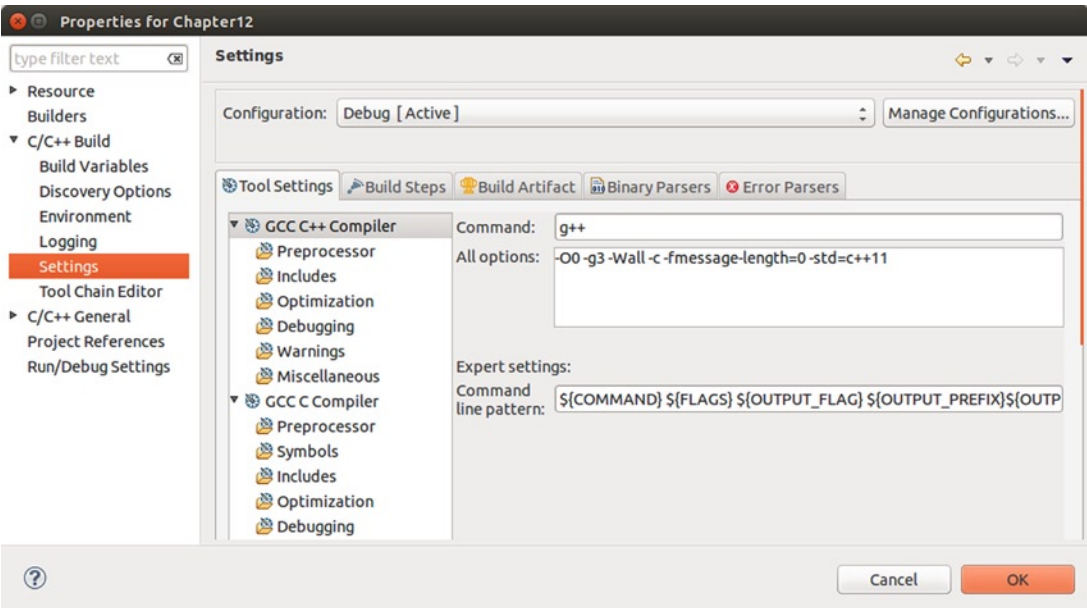 Properties for Chapter12
type filter text
Resource
Builders
C/C++ Build
Build Variables
Discovery Options
Environment
Logging
Settings
Tool Chain Editor
C/C++ General
Project References
Run/Debug Settings
Settings
Configuration: Debug [ Active ] Manage Configurations...
Tool Settings Build Steps Build Artifact Binary Parsers Error Parsers
GCC C++ Compiler
Preprocessor
Includes
Optimization
Debugging
Warnings
Miscellaneous
GCC C Compiler
Preprocessor
Symbols
Includes
Optimization
Debugging
Command: g++
All options: -O0 -g3 -Wall -c -fmessage-length=0 -std=c++11
Expert settings:
Command
line pattern: ${COMMAND} ${FLAGS} ${OUTPUT_FLAG} ${OUTPUT_PREFIX}${OUTP
Cancel OK